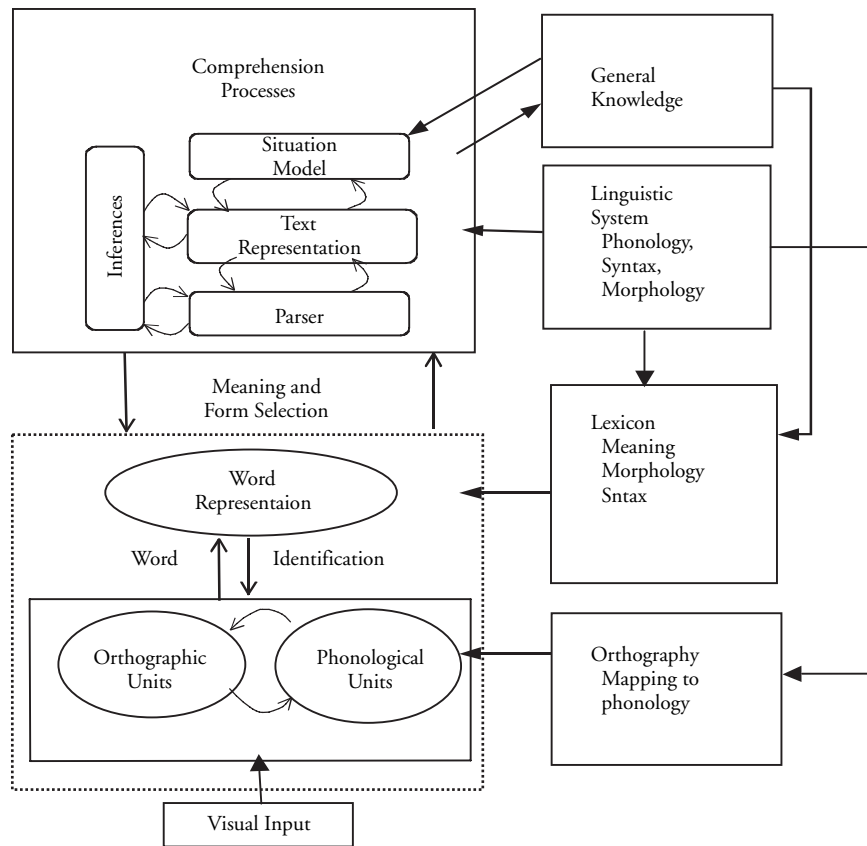 Comprehension
Processes
Situation
Model
Inferences
Text
Representation
Parser
General
Knowledge
Linguistic
System
Phonology,
Syntax,
Morphology
Meaning and
Form Selection
Lexicon
Meaning
Morphology
Sntax
Word
Representaion
Word
Identification
Orthographic
Units
Phonological
Units
Orthography
Mapping to
phonology
Visual Input